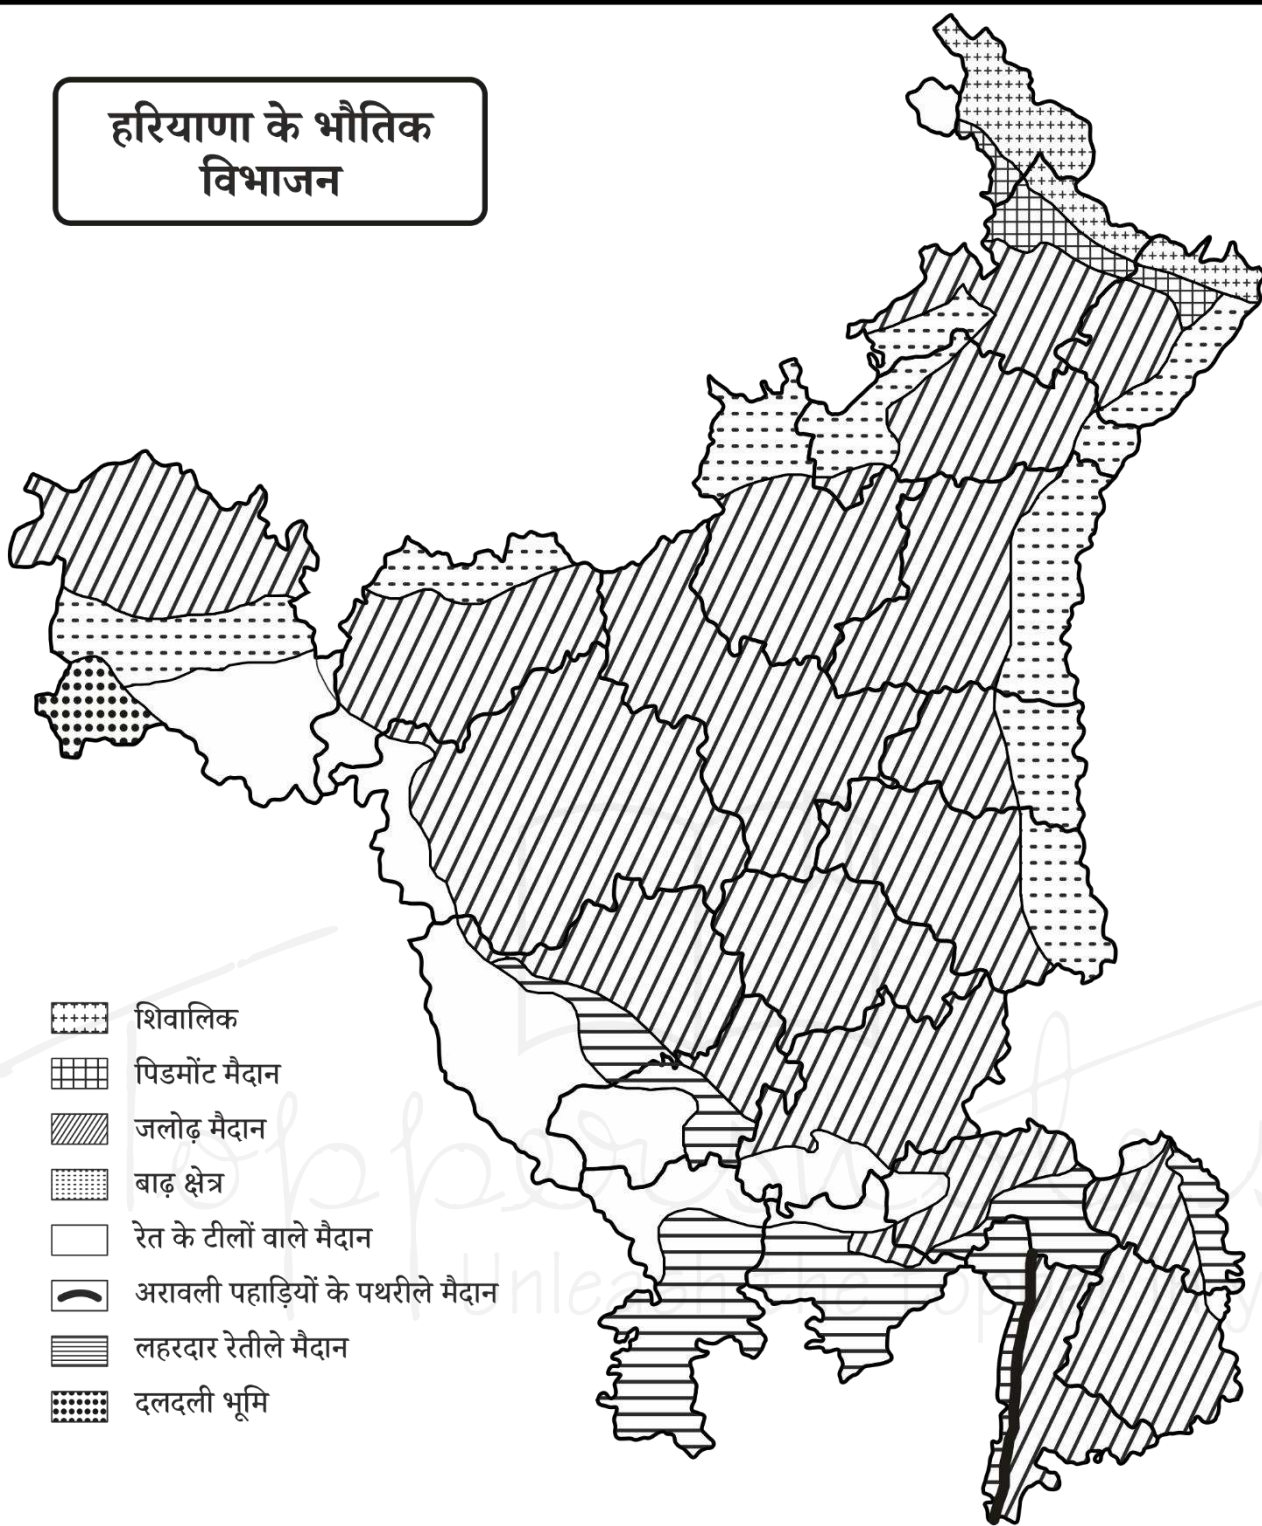 हरियाणा के भौतिक
विभाजन
शिवालिक
पिडमोंट मैदान
जलोढ़ मैदान
बाढ़ क्षेत्र
रेत के टीलों वाले मैदान
अरावली पहाड़ियों के पथरीले मैदान
लहरदार रेतीले मैदान
दलदली भूमि